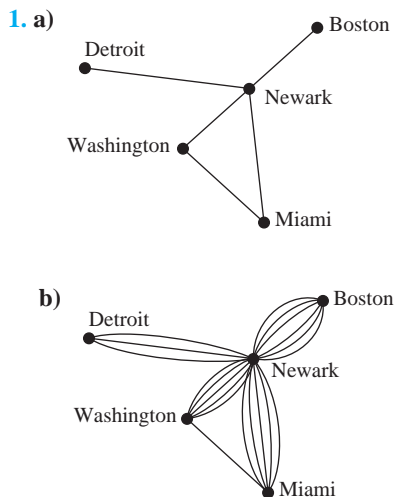 1. a)
Boston
Detroit
Newark
Washington
Miami
b)
Boston
Detroit
Newark
Washington
Miami